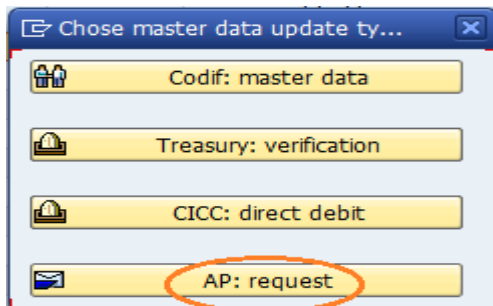 Chose master data update ty...
Codif: master data
Treasury: verification
CICC: direct debit
AP: request